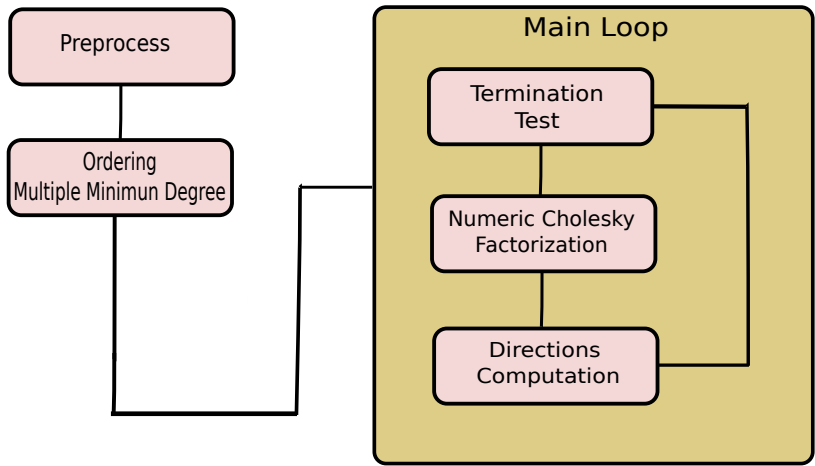 Preprocess
Ordering
Multiple Minimun Degree
Main Loop
Termination
Test
Numeric Cholesky
Factorization
Directions
Computation